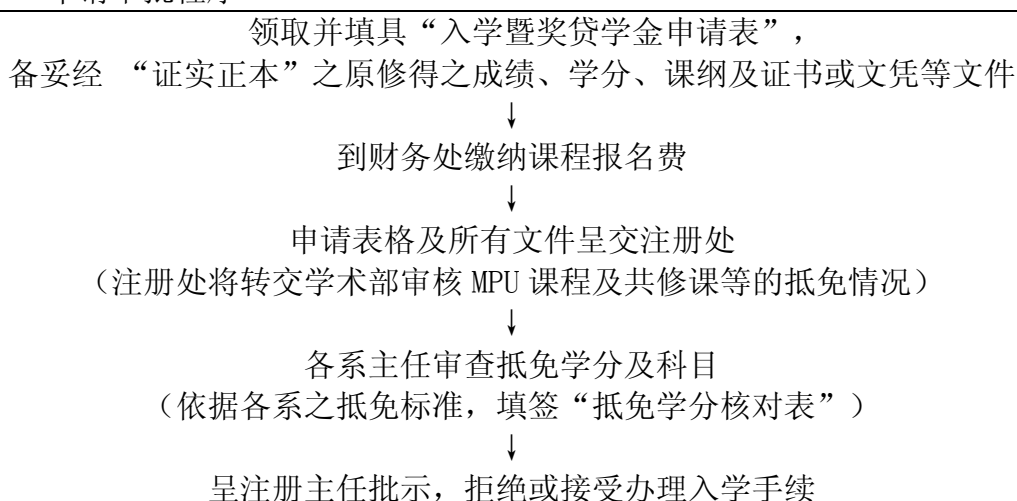 领取并填具“入学暨奖贷学金申请表”，
备妥经 “证实正本”之原修得之成绩、学分、课纲及证书或文凭等文件
↓
到财务处缴纳课程报名费
↓
申请表格及所有文件呈交注册处
（注册处将转交学术部审核 MPU 课程及共修课等的抵免情况）
↓
各系主任审查抵免学分及科目
（依据各系之抵免标准，填签“抵免学分核对表”）
↓
呈注册主任批示，拒绝或接受办理入学手续